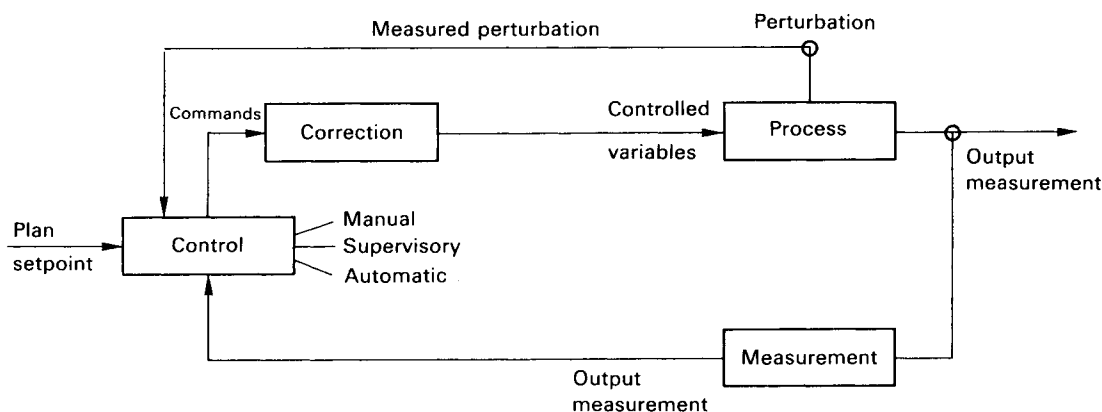 Perturbation
Measured perturbation
Commands
Correction
Controlled
variables
Process
Output
measurement
Plan
setpoint
Control
Manual
Supervisory
Automatic
Measurement
Output
measurement